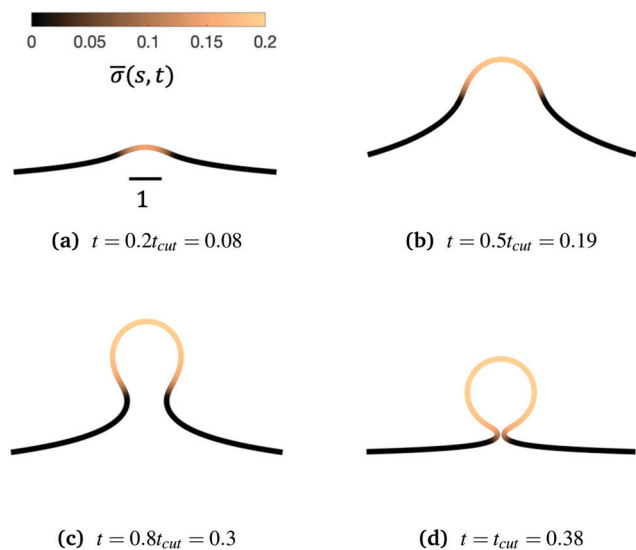 0 0.05 0.1 0.15 0.2
σ̅(s,t)
1
(a) t = 0.2t_cut = 0.08
(b) t = 0.5t_cut = 0.19
(c) t = 0.8t_cut = 0.3
(d) t = t_cut = 0.38